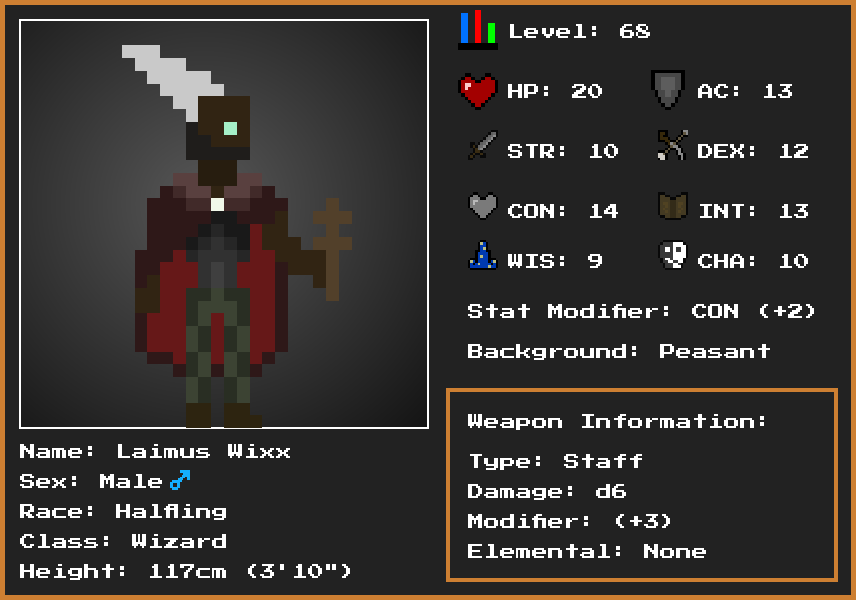 Level: 68
HP: 20 AC: 13
STR: 10 DEX: 12
CON: 14 INT: 13
WIS: 9 CHA: 10
Stat Modifier: CON (+2)
Background: Peasant
Weapon Information:
Type: Staff
Damage: d6
Modifier: (+3)
Elemental: None
Name: Laimus Wixx
Sex: Male♂
Race: Halfling
Class: Wizard
Height: 117cm (3'10")